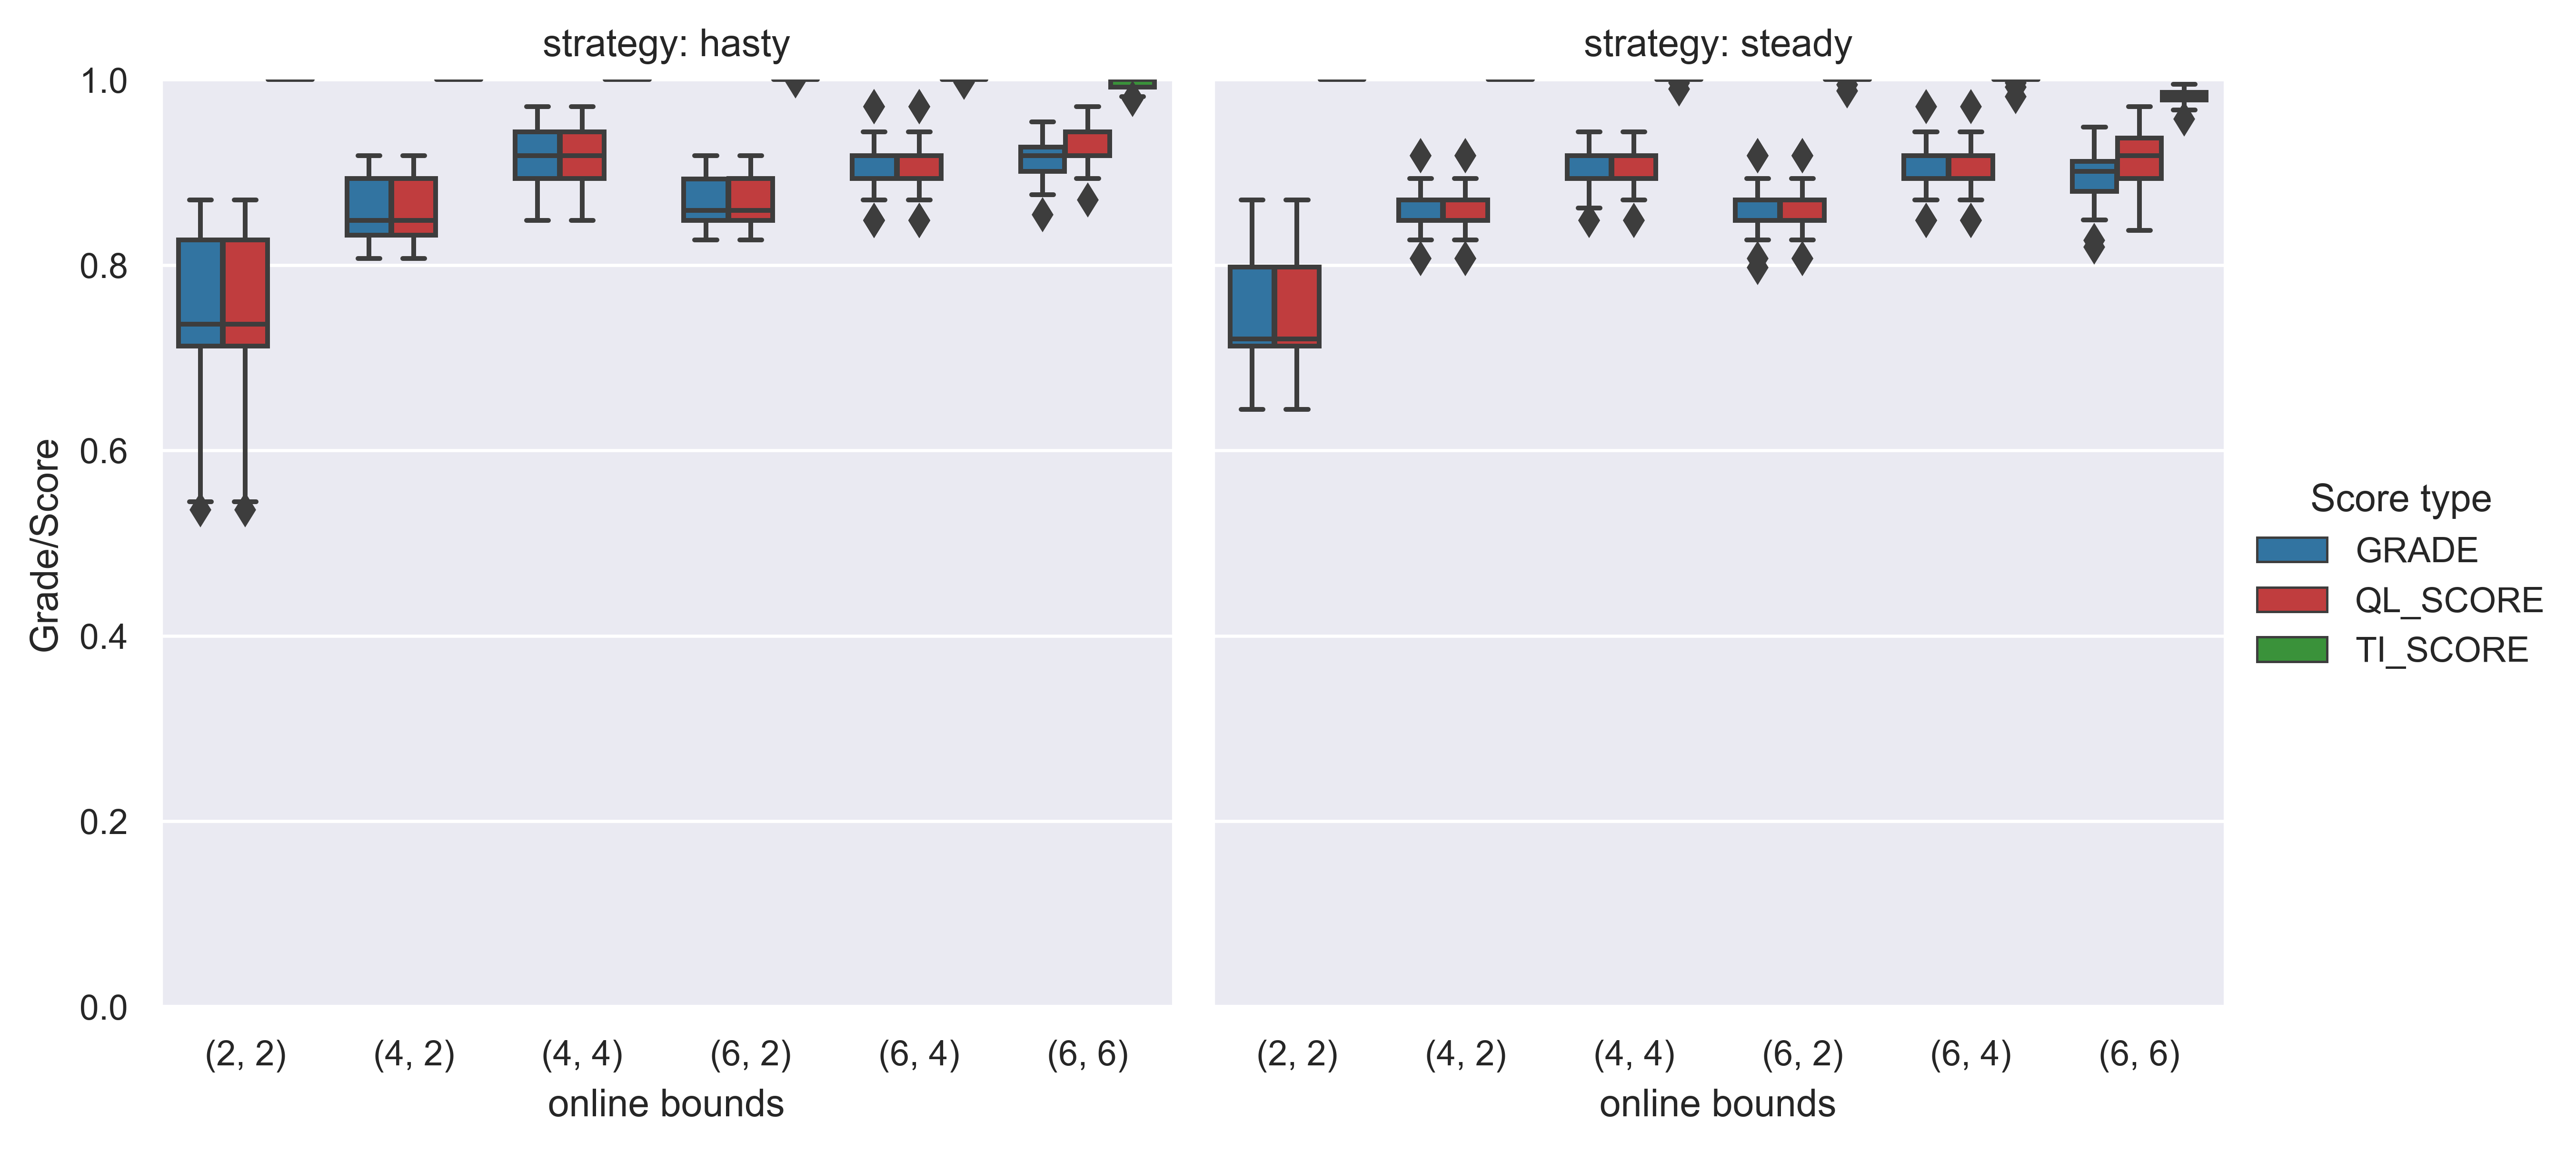 strategy: hasty
strategy: steady
Grade/Score
1.0
0.8
0.6
0.4
0.2
0.0
(2, 2) (4, 2) (4, 4) (6, 2) (6, 4) (6, 6)
(2, 2) (4, 2) (4, 4) (6, 2) (6, 4) (6, 6)
online bounds
online bounds
Score type
GRADE
QL_SCORE
TI_SCORE